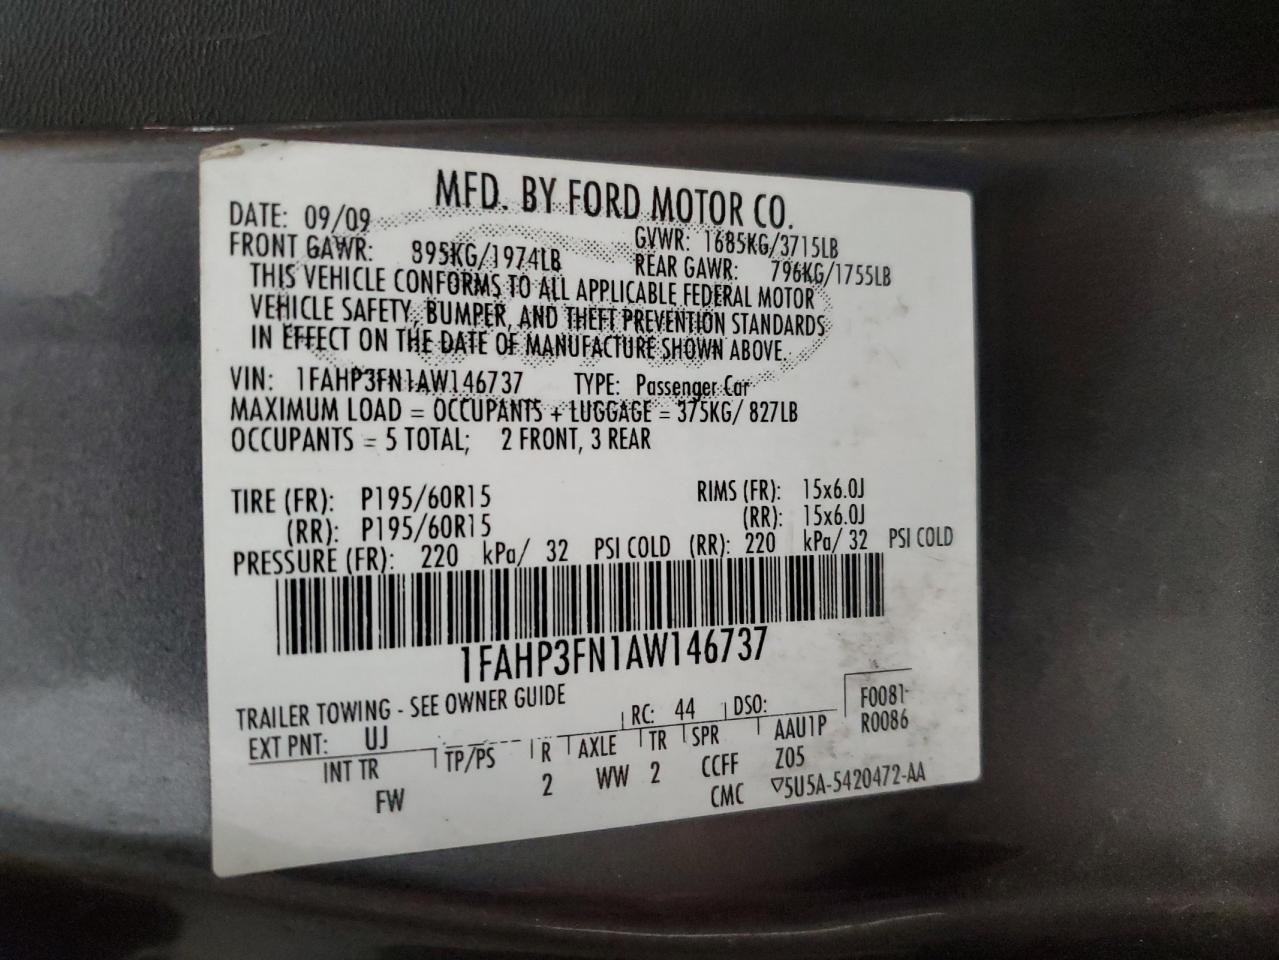 MFD. BY FORD MOTOR CO.
DATE: 09/09 GVWR: 1685KG/3715LB
FRONT GAWR: 895KG/1974LB REAR GAWR: 796KG/1755LB
THIS VEHICLE CONFORMS TO ALL APPLICABLE FEDERAL MOTOR
VEHICLE SAFETY, BUMPER, AND THEFT PREVENTION STANDARDS
IN EFFECT ON THE DATE OF MANUFACTURE SHOWN ABOVE.
VIN: 1FAHP3FN1AW146737 TYPE: Passenger Car
MAXIMUM LOAD = OCCUPANTS + LUGGAGE = 375KG/ 827LB
OCCUPANTS = 5 TOTAL; 2 FRONT, 3 REAR
TIRE (FR): P195/60R15 RIMS (FR): 15x6.0J
(RR): P195/60R15 (RR): 15x6.0J
PRESSURE (FR): 220 kPa/ 32 PSI COLD (RR): 220 kPa/ 32 PSI COLD
1FAHP3FN1AW146737
TRAILER TOWING - SEE OWNER GUIDE
EXT PNT: UJ RC: 44 DSO: F0081
R0086
INT TR TP/PS R AXLE TR SPR AAU1P
FW 2 WW 2 CCFF Z05
CMC ▽5U5A-5420472-AA